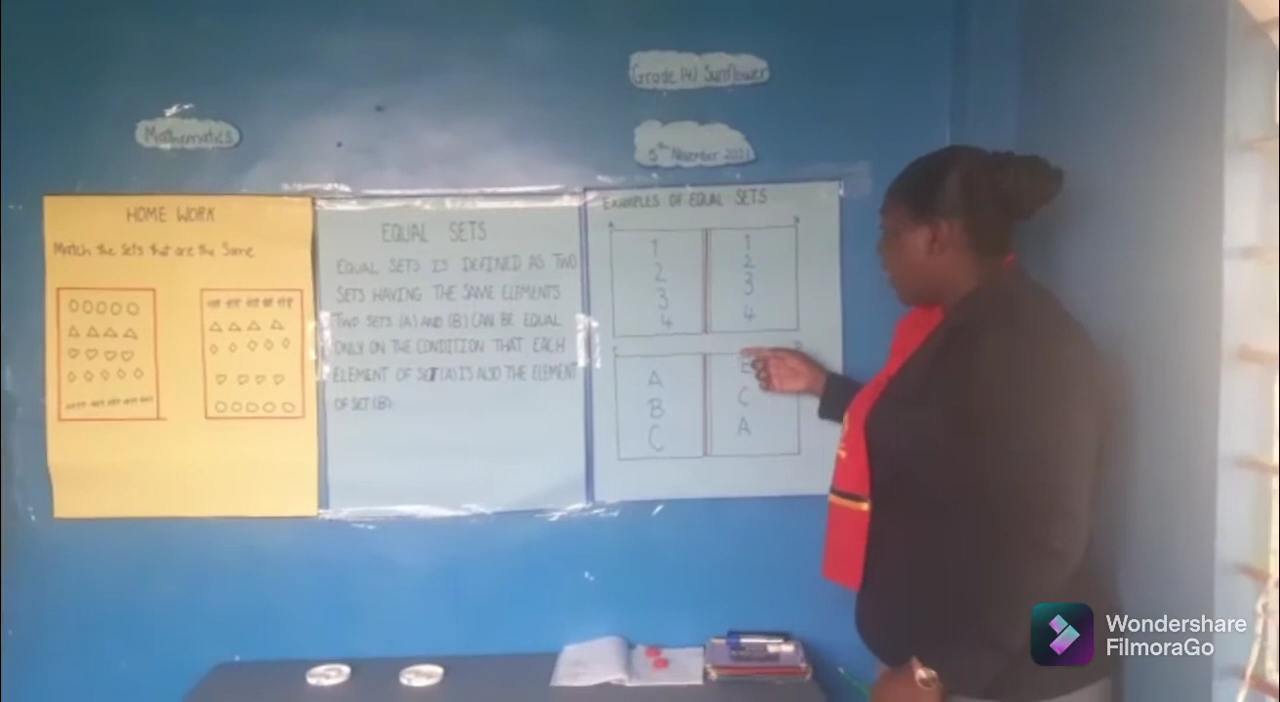 Grade (4) Sunflower
Mathematics
5th November 2021
HOME WORK
Match the Sets that are the Same
EQUAL SETS
EQUAL SETS IS DEFINED AS TWO
SETS HAVING THE SAME ELEMENTS
TWO SETS (A) AND (B) CAN BE EQUAL
ONLY ON THE CONDITION THAT EACH
ELEMENT OF SET (A) IS ALSO THE ELEMENT
OF SET (B).
EXAMPLES OF EQUAL SETS
1 1
2 2
3 3
4 4
A B
B C
C A
Wondershare
FilmoraGo